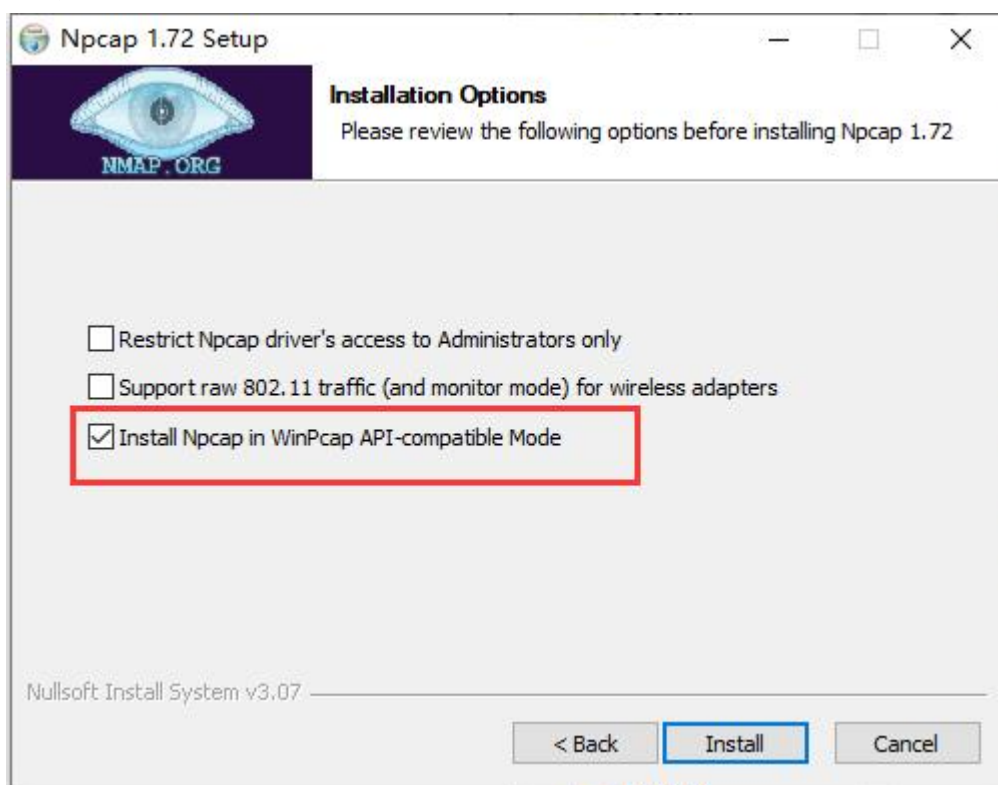 Npcap 1.72 Setup
NMAP.ORG
Installation Options
Please review the following options before installing Npcap 1.72
Restrict Npcap driver's access to Administrators only
Support raw 802.11 traffic (and monitor mode) for wireless adapters
Install Npcap in WinPcap API-compatible Mode
Nullsoft Install System v3.07
< Back
Install
Cancel